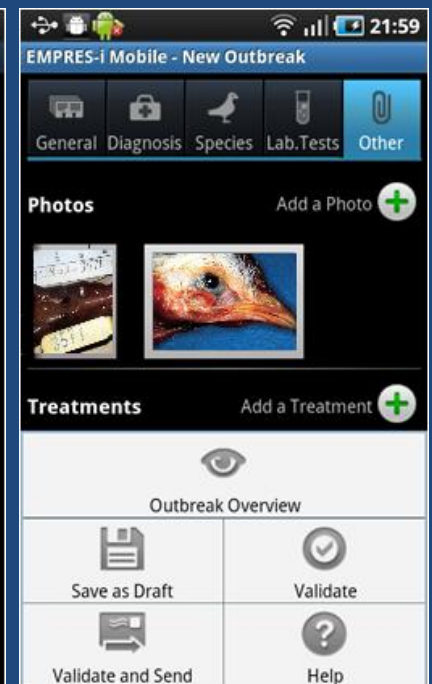 21:59
EMPRES-i Mobile - New Outbreak
General Diagnosis Species Lab.Tests Other
Photos Add a Photo
Treatments Add a Treatment
Outbreak Overview
Save as Draft Validate
Validate and Send Help